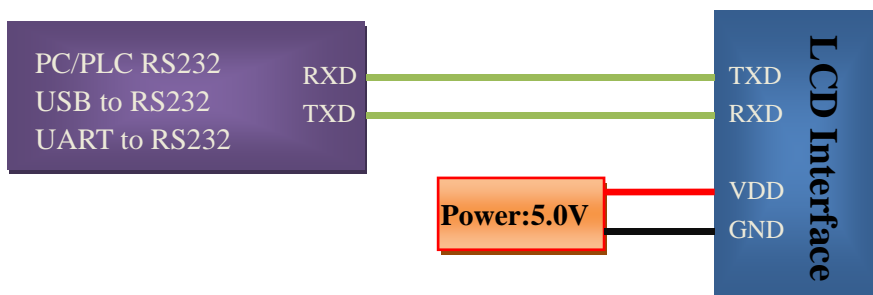 PC/PLC RS232
USB to RS232
UART to RS232
RXD
TXD
Power:5.0V
TXD
RXD
VDD
GND
LCD Interface